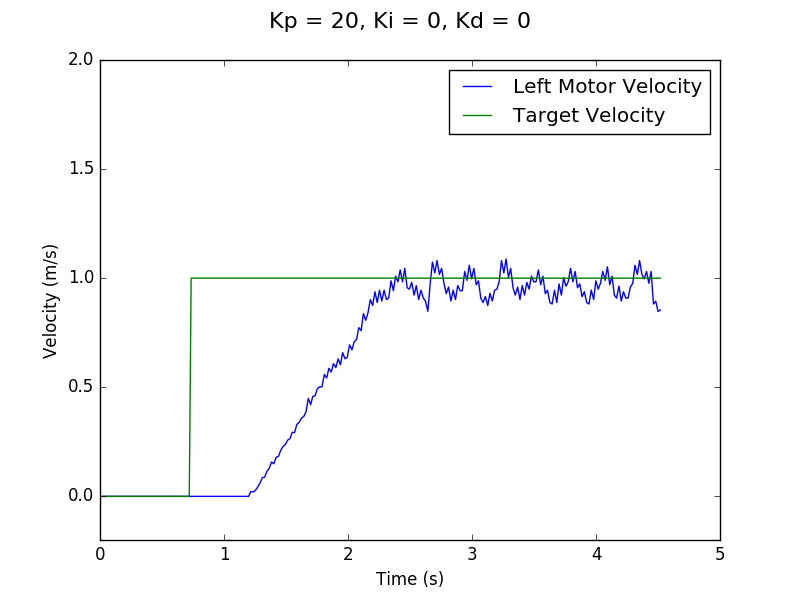 Kp = 20, Ki = 0, Kd = 0
Left Motor Velocity
Target Velocity
2.0
1.5
1.0
0.5
0.0
Velocity (m/s)
0 1 2 3 4 5
Time (s)